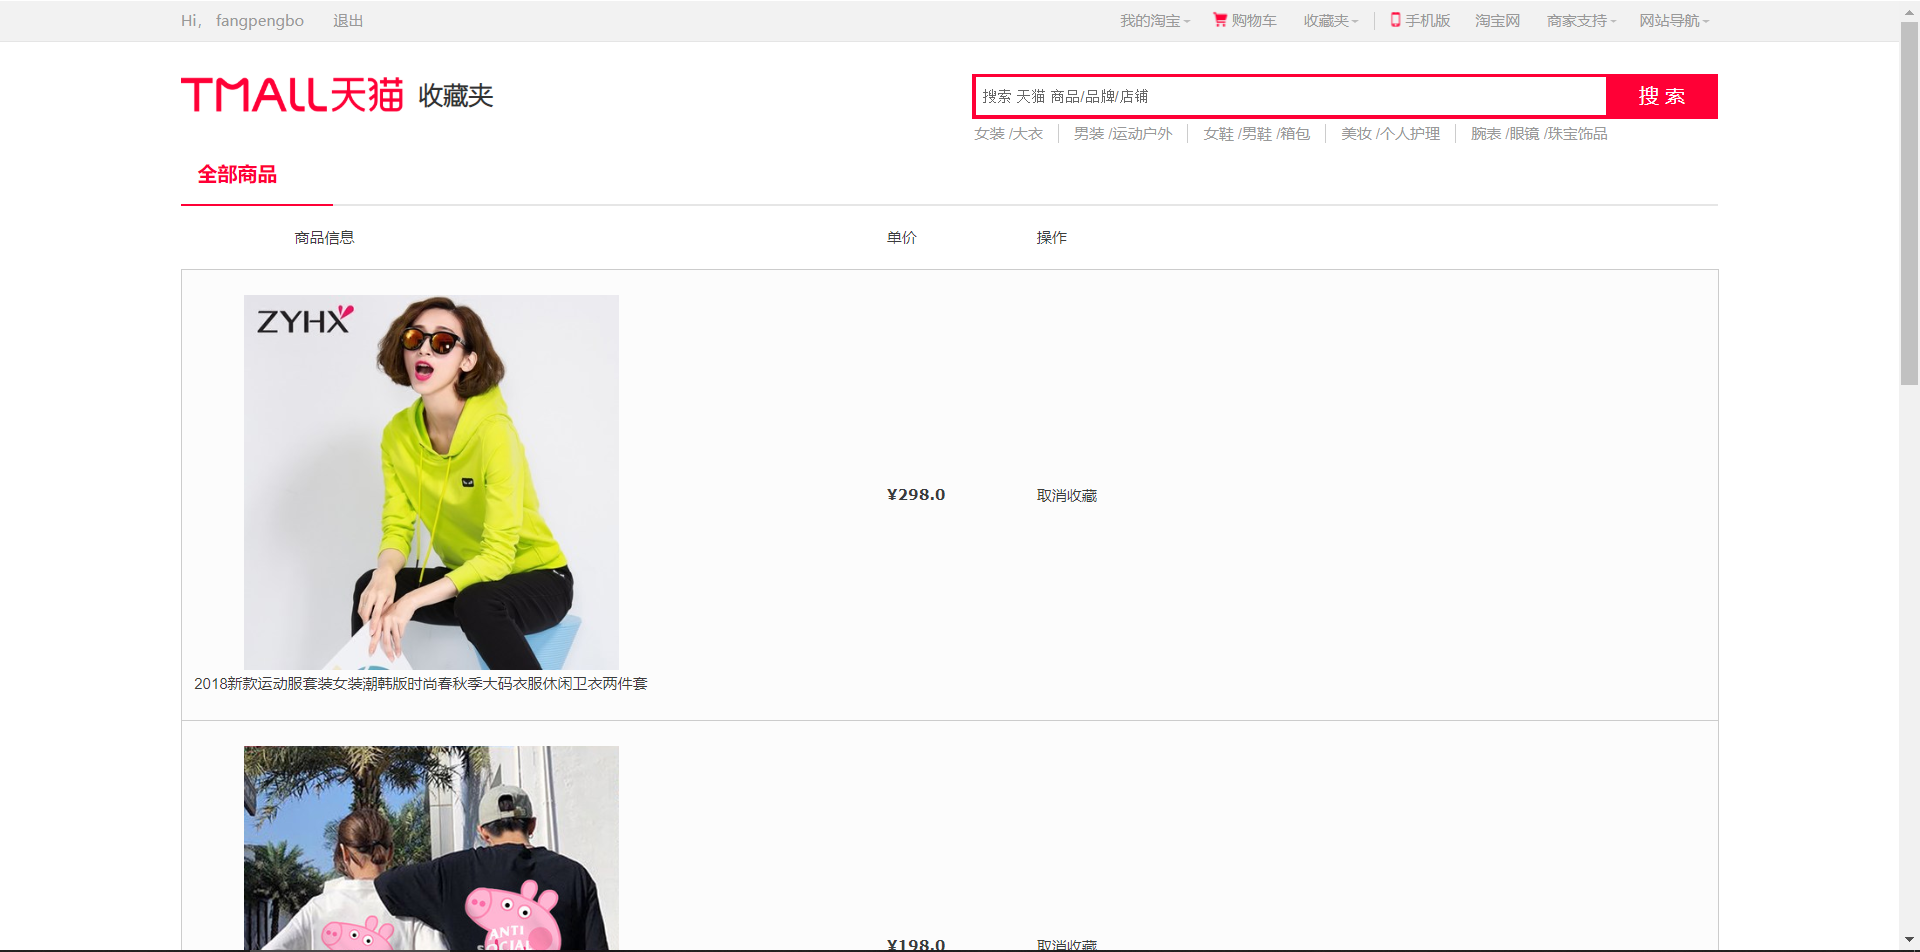 Hi, fangpengbo 退出 我的淘宝 购物车 收藏夹 手机版 淘宝网 商家支持 网站导航
TMALL天猫 收藏夹
搜索 天猫 商品/品牌/店铺 搜 索
女装 /大衣 男装 /运动户外 女鞋 /男鞋 /箱包 美妆 /个人护理 腕表 /眼镜 /珠宝饰品
全部商品
商品信息 单价 操作
ZYHX
¥298.0 取消收藏
2018新款运动服套装女装潮韩版时尚春秋季大码衣服休闲卫衣两件套
ANTI
SOCIAL
¥198.0 取消收藏